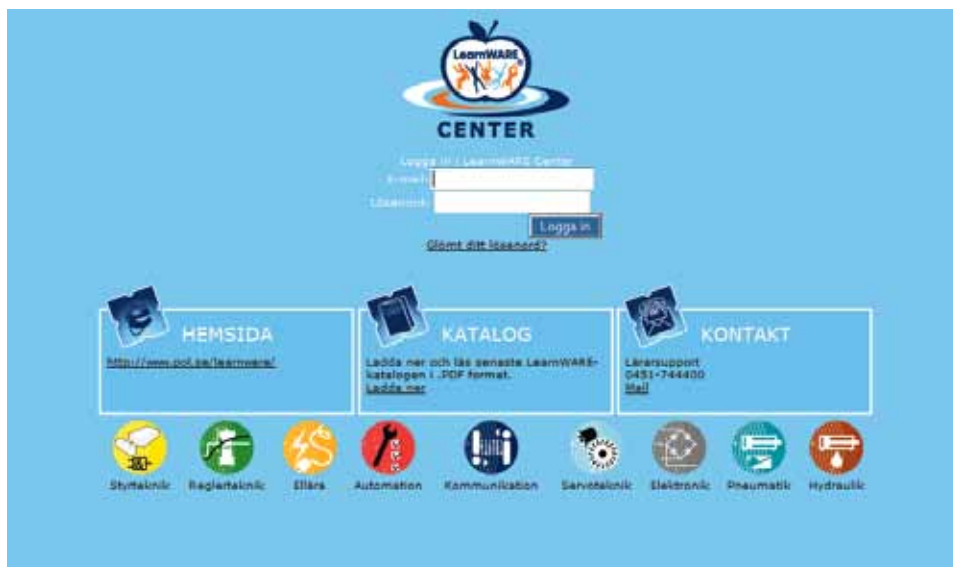 LearnWARE
CENTER
Logga in i LearnWARE Center
E-mail:
Lösenord:
Logga in
Glömt ditt lösenord?
HEMSIDA
http://www.pol.se/learnware/
KATALOG
Ladda ner och läs senaste LearnWARE-
katalogen i .PDF format.
Ladda ner
KONTAKT
Lärarsupport
0451-744400
Mail
Styrteknik Reglerteknik Ellära Automation Kommunikation Servoteknik Elektronik Pneumatik Hydraulik